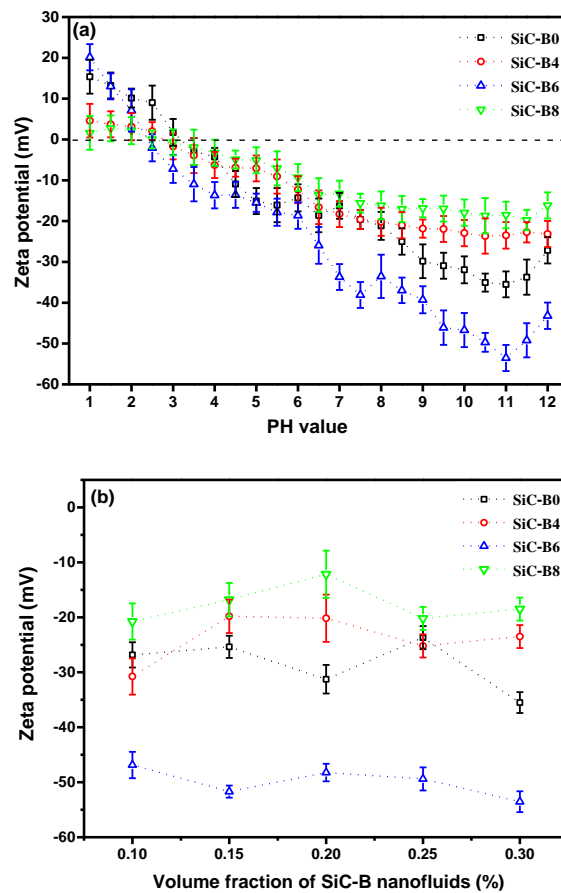 (a)
SiC-B0
SiC-B4
SiC-B6
SiC-B8
30
20
10
0
-10
-20
-30
-40
-50
-60
Zeta potential (mV)
1 2 3 4 5 6 7 8 9 10 11 12
PH value
(b)
SiC-B0
SiC-B4
SiC-B6
SiC-B8
0
-10
-20
-30
-40
-50
-60
Zeta potential (mV)
0.10 0.15 0.20 0.25 0.30
Volume fraction of SiC-B nanofluids (%)